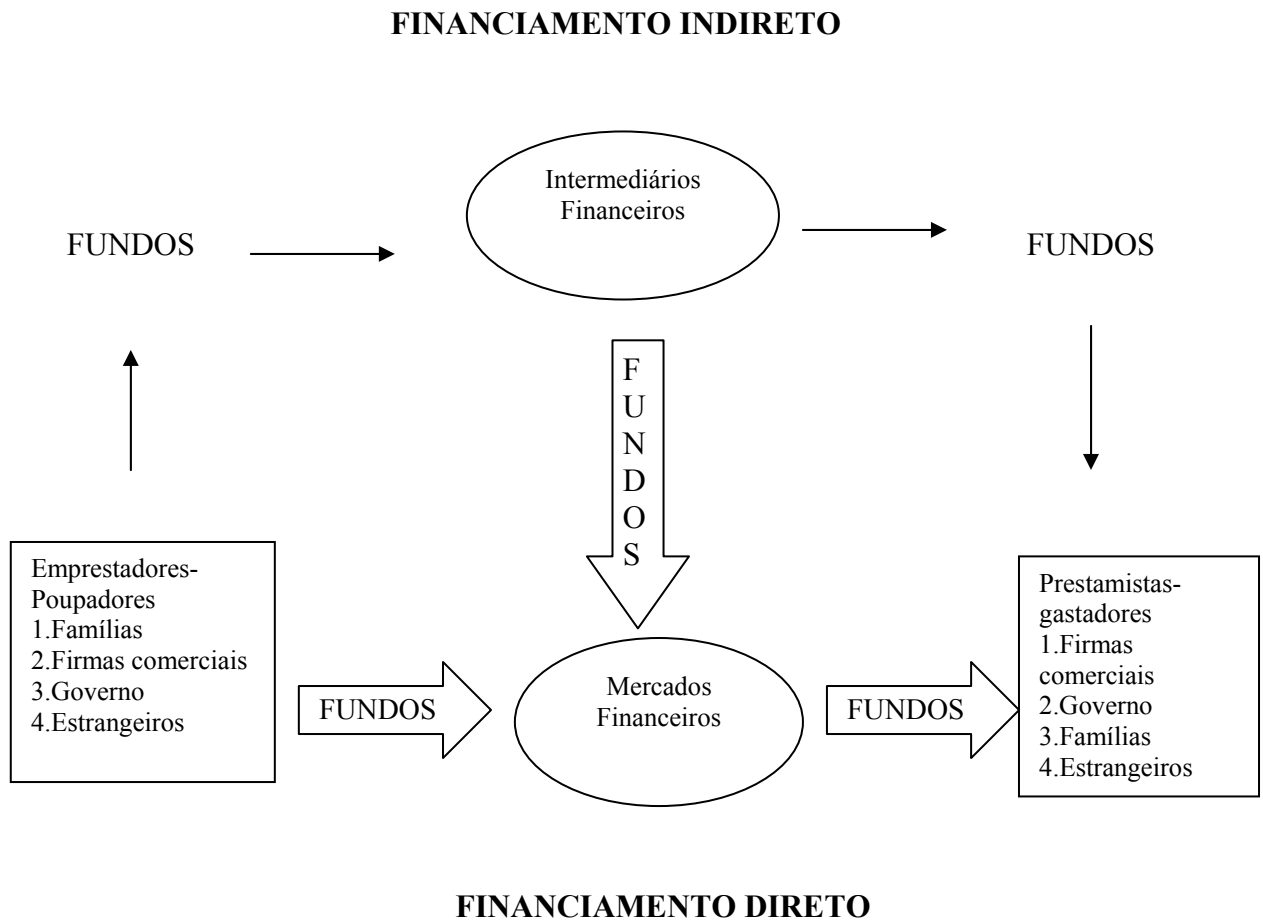 FINANCIAMENTO INDIRETO
Intermediários
Financeiros
FUNDOS
FUNDOS
F
U
N
D
O
S
Emprestadores-
Poupadores
1.Famílias
2.Firmas comerciais
3.Governo
4.Estrangeiros
FUNDOS
Mercados
Financeiros
FUNDOS
Prestamistas-
gastadores
1.Firmas
comerciais
2.Governo
3.Famílias
4.Estrangeiros
FINANCIAMENTO DIRETO